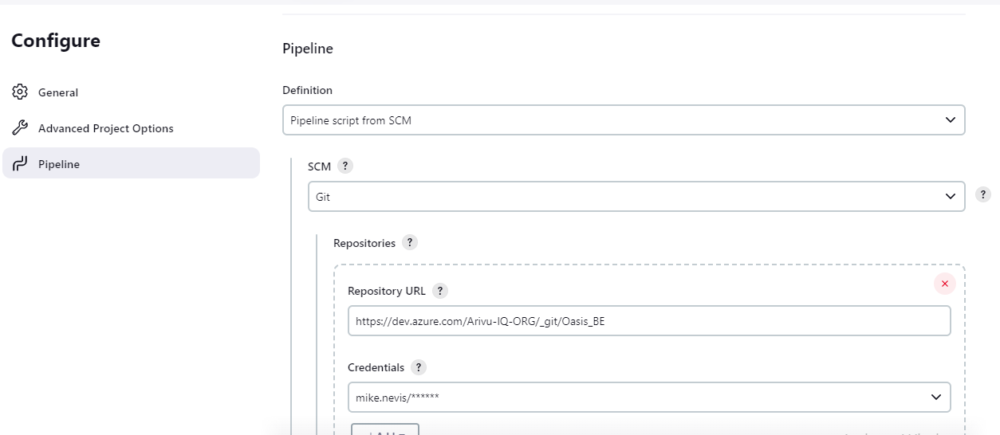 Configure
General
Advanced Project Options
Pipeline
Pipeline
Definition
Pipeline script from SCM
SCM ?
Git
?
Repositories ?
Repository URL ?
https://dev.azure.com/Arivu-IQ-ORG/_git/Oasis_BE
Credentials ?
mike.nevis/******